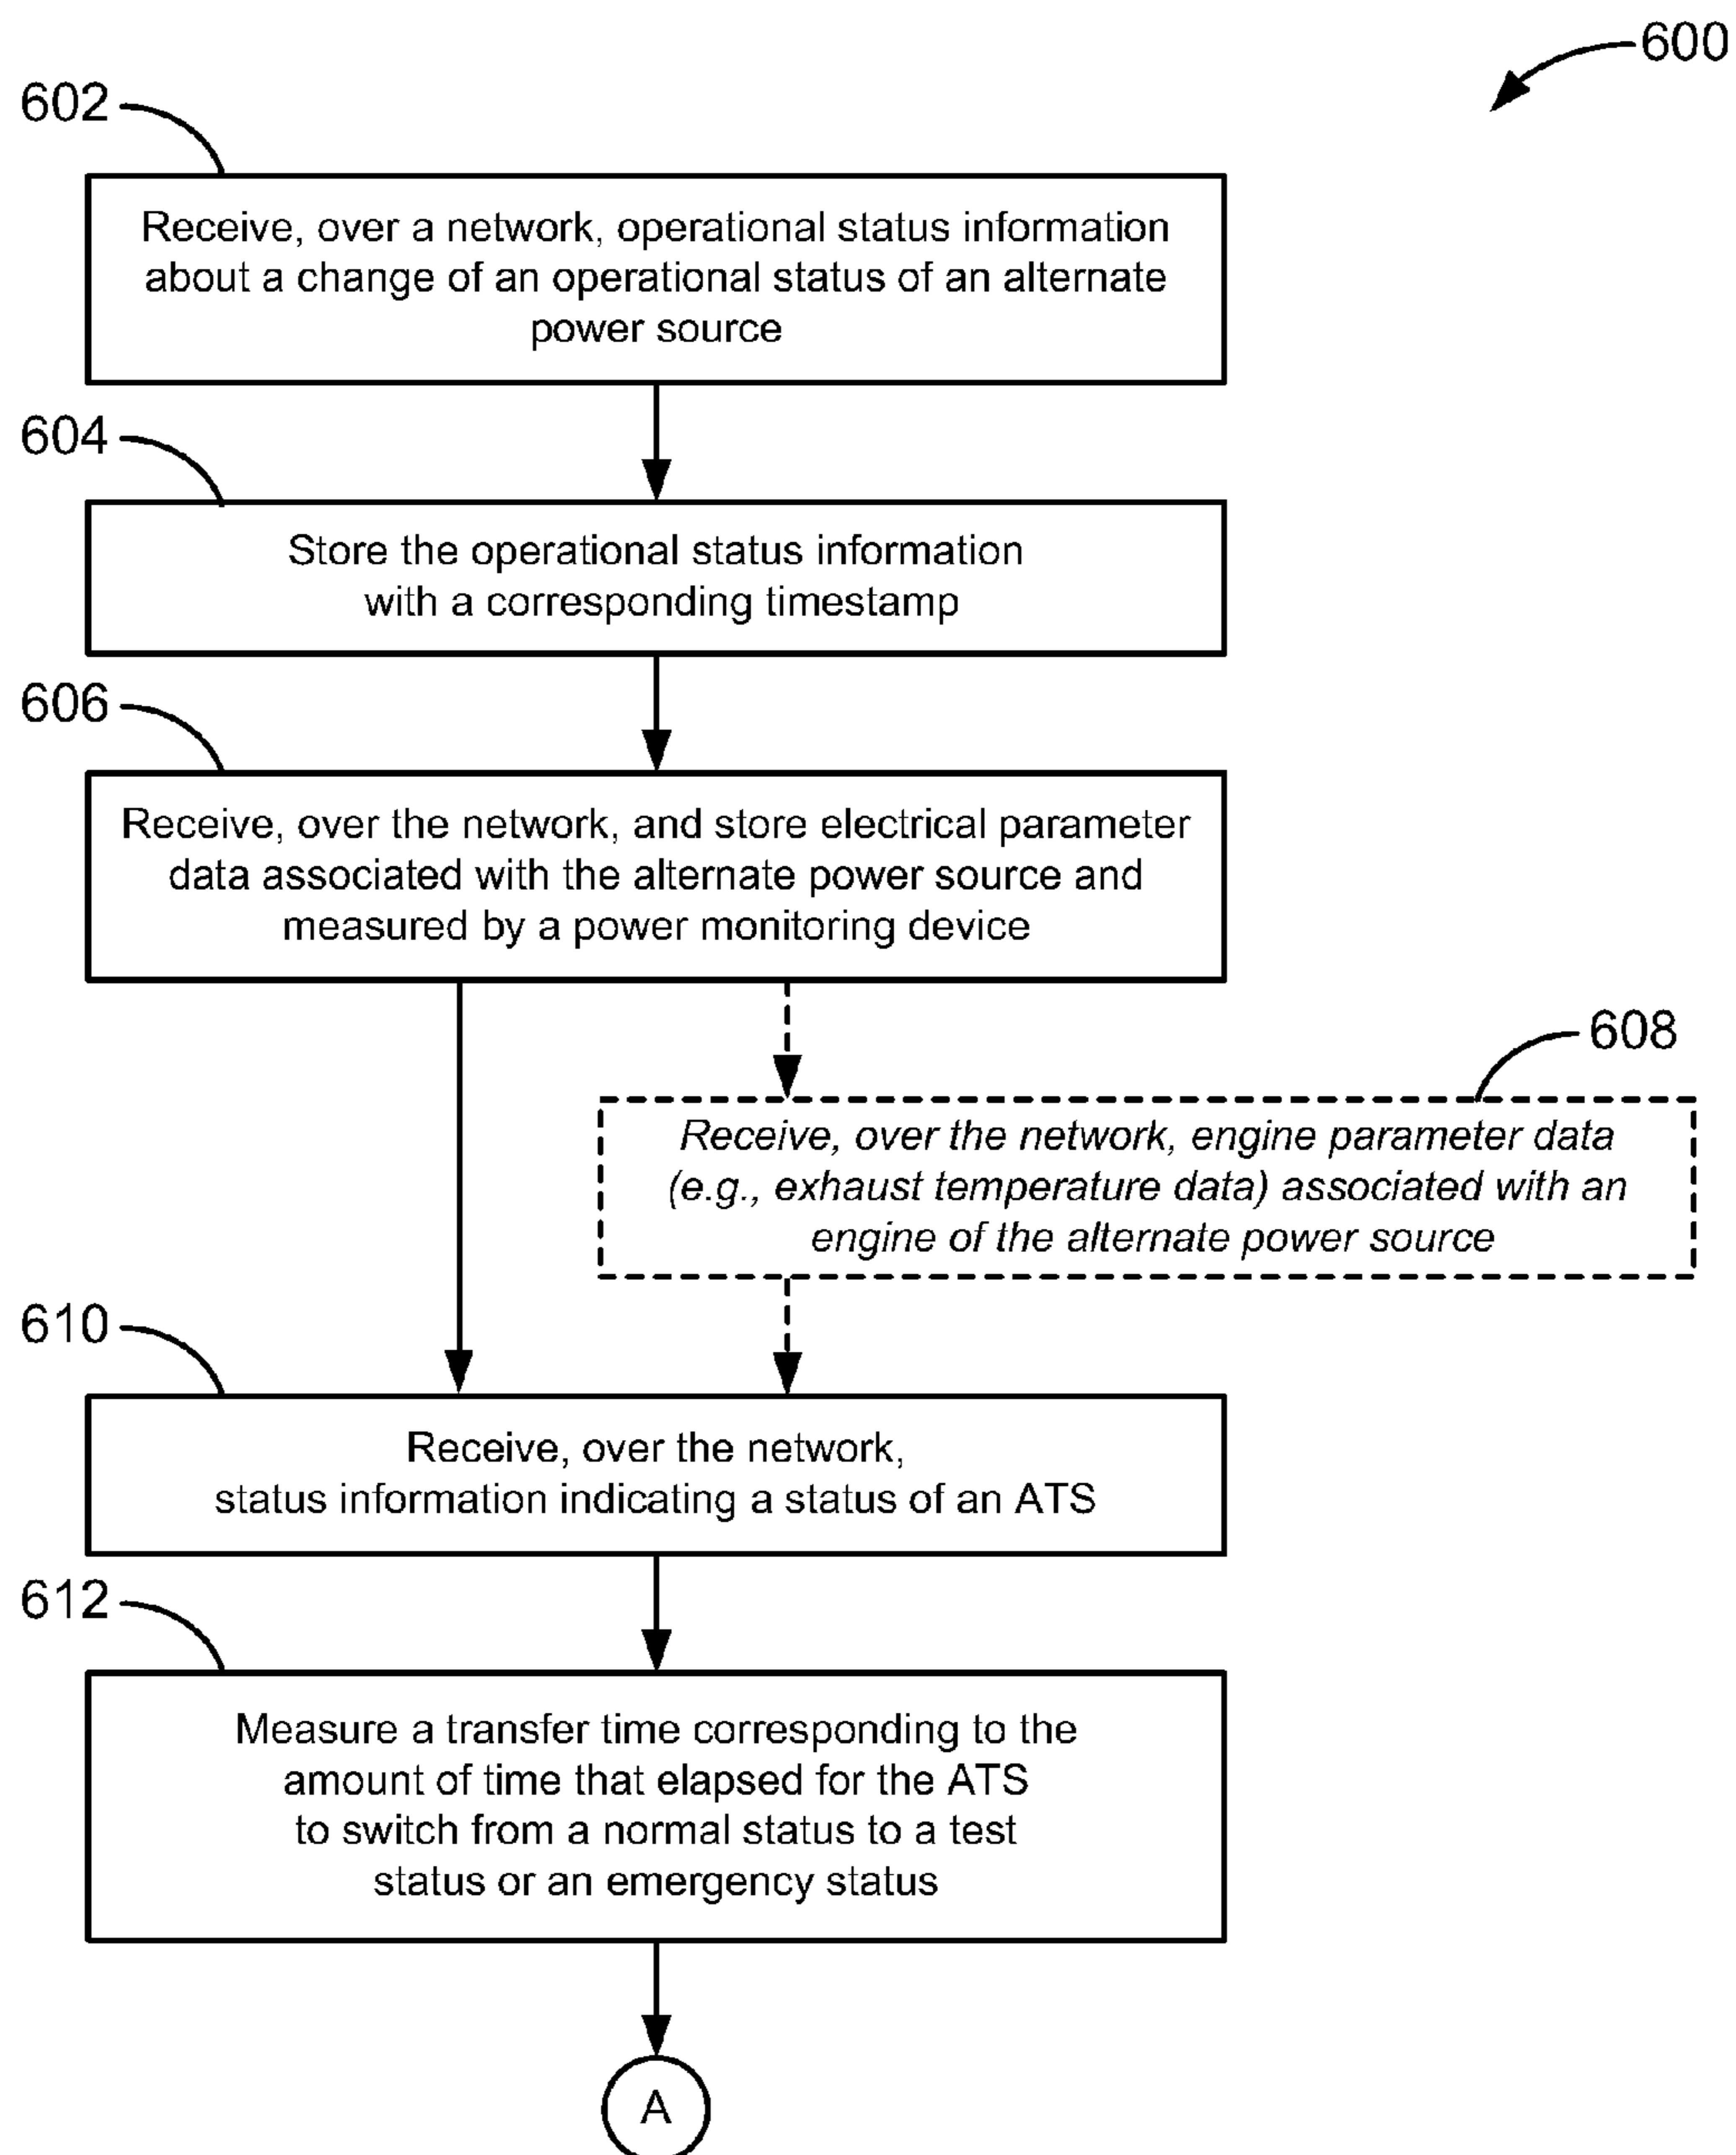 600
602
Receive, over a network, operational status information
about a change of an operational status of an alternate
power source
604
Store the operational status information
with a corresponding timestamp
606
Receive, over the network, and store electrical parameter
data associated with the alternate power source and
measured by a power monitoring device
608
Receive, over the network, engine parameter data
(e.g., exhaust temperature data) associated with an
engine of the alternate power source
610
Receive, over the network,
status information indicating a status of an ATS
612
Measure a transfer time corresponding to the
amount of time that elapsed for the ATS
to switch from a normal status to a test
status or an emergency status
A